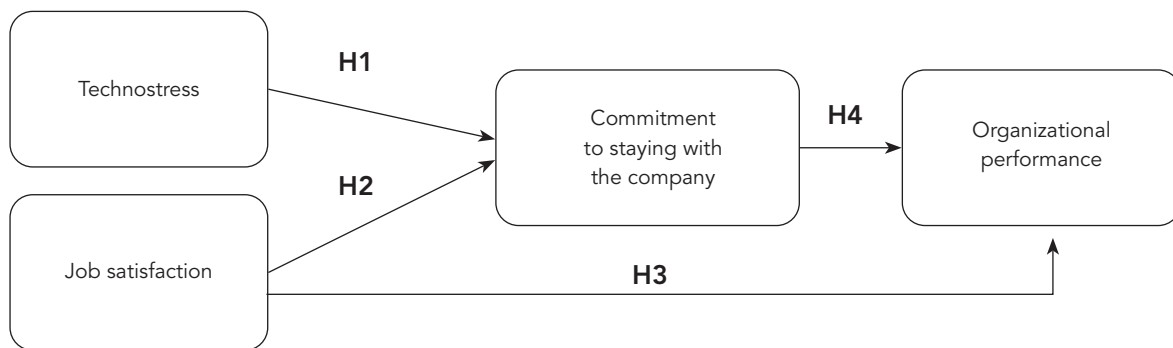 H1
Technostress
Commitment
to staying with
the company
H4
Organizational
performance
H2
Job satisfaction
H3